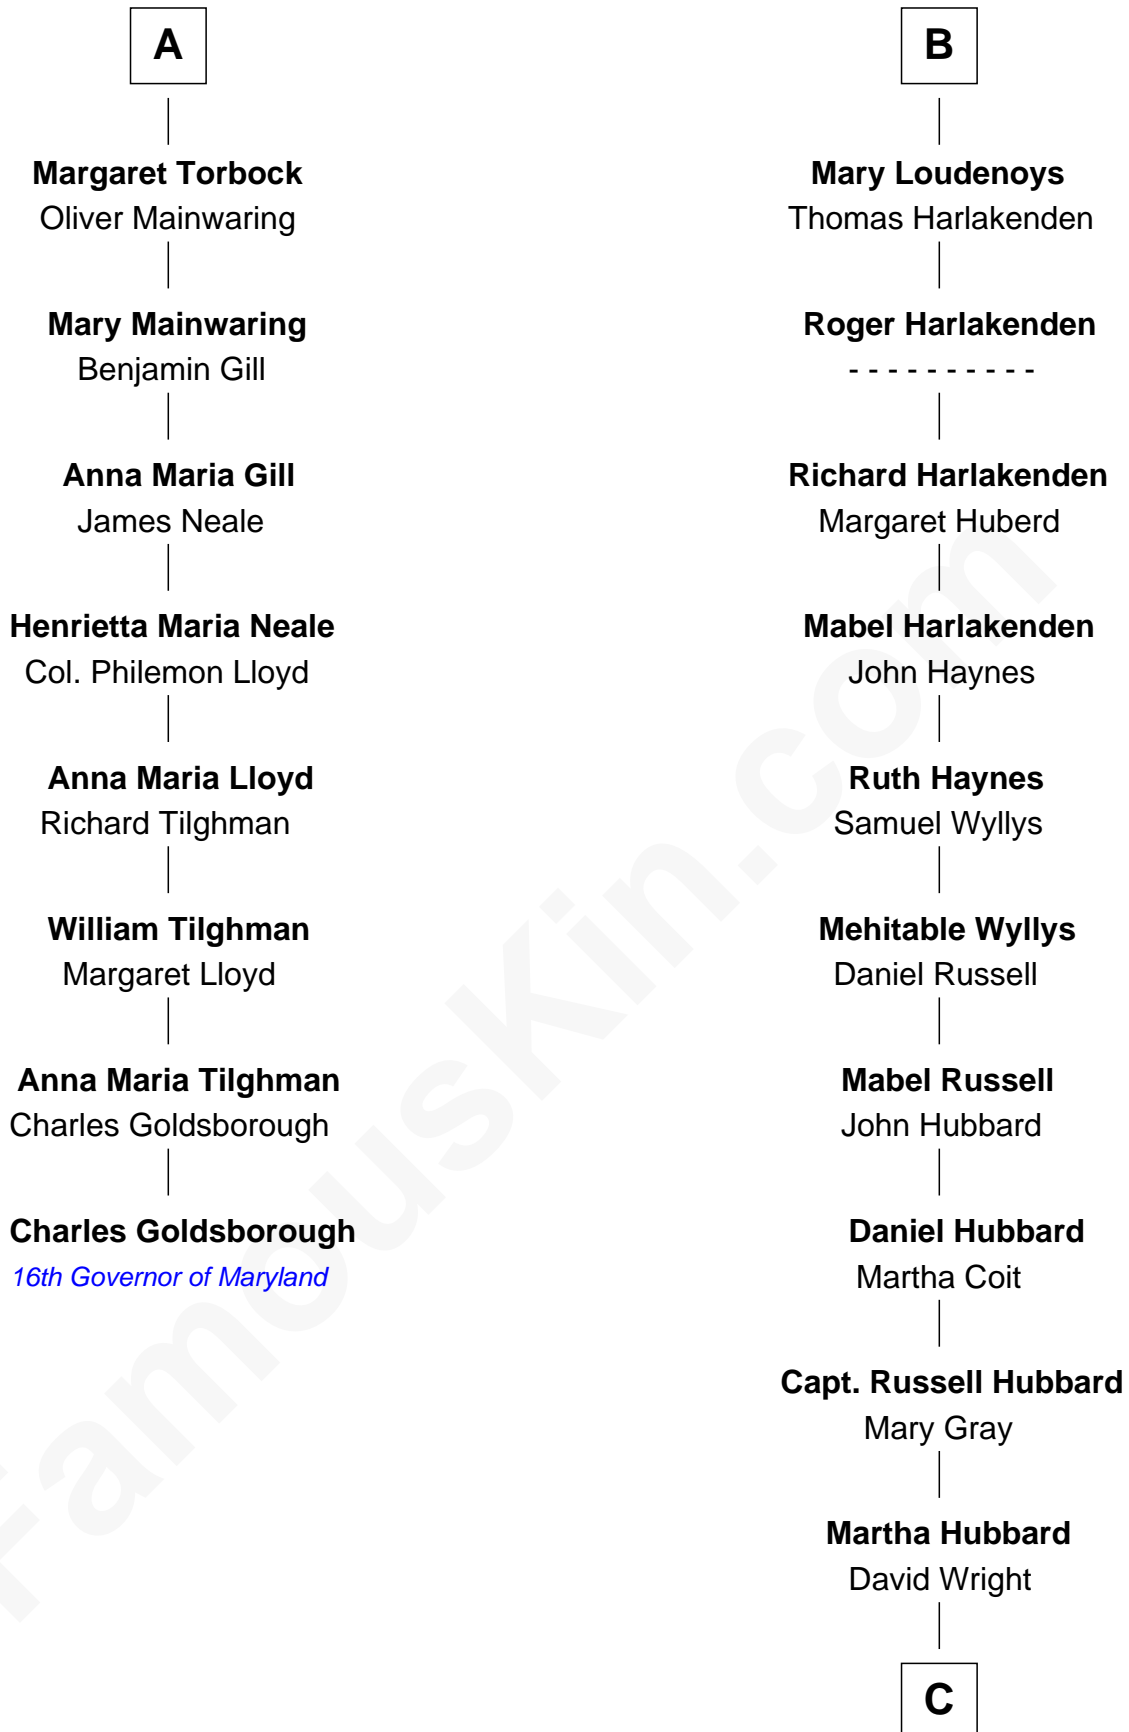 A
Margaret Torbock
Oliver Mainwaring
Mary Mainwaring
Benjamin Gill
Anna Maria Gill
James Neale
Henrietta Maria Neale
Col. Philemon Lloyd
Anna Maria Lloyd
Richard Tilghman
William Tilghman
Margaret Lloyd
Anna Maria Tilghman
Charles Goldsborough
Charles Goldsborough
16th Governor of Maryland
B
Mary Loudenoys
Thomas Harlakenden
Roger Harlakenden
- - - - - - - - - -
Richard Harlakenden
Margaret Huberd
Mabel Harlakenden
John Haynes
Ruth Haynes
Samuel Wyllys
Mehitable Wyllys
Daniel Russell
Mabel Russell
John Hubbard
Daniel Hubbard
Martha Coit
Capt. Russell Hubbard
Mary Gray
Martha Hubbard
David Wright
C
FamousKin.com